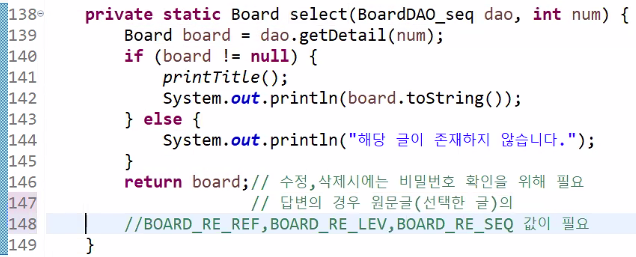 138 private static Board select(BoardDAO_seq dao, int num) {
139 Board board = dao.getDetail(num);
140 if (board != null) {
141 printTitle();
142 System.out.println(board.toString());
143 } else {
144 System.out.println("해당 글이 존재하지 않습니다.");
145 }
146 return board;// 수정,삭제시에는 비밀번호 확인을 위해 필요
147 // 답변의 경우 원문글(선택한 글)의
148 //BOARD_RE_REF,BOARD_RE_LEV,BOARD_RE_SEQ 값이 필요
149 }